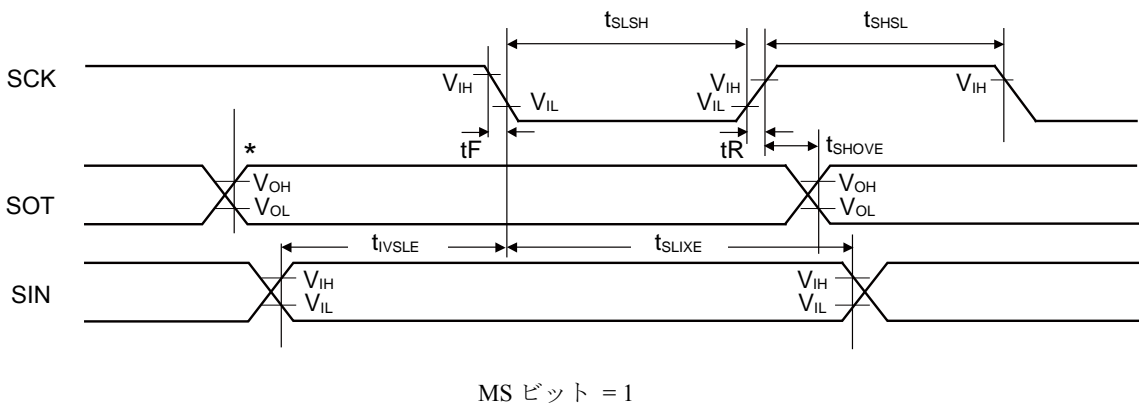 tSLSH
tSHSL
SCK
VIH
VIL
VIH
VIL
VIH
tF
tR
tSHOVE
*
SOT
VOH
VOL
VOH
VOL
tIVSLE
tSLIXE
SIN
VIH
VIL
VIH
VIL
MS ビット = 1